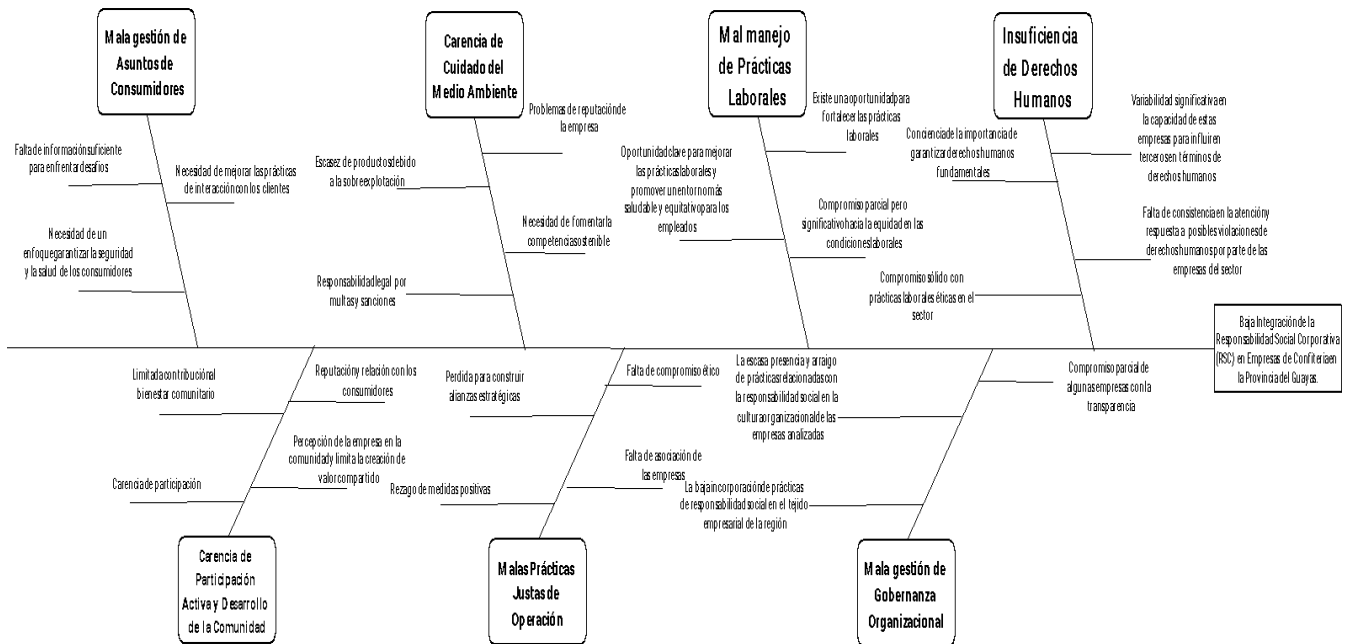 Mala gestión de
Asuntos de
Consumidores
Carencia de
Cuidado del
Medio Ambiente
Mal manejo
de Prácticas
Laborales
Insuficiencia
de Derechos
Humanos
Falta de información suficiente
para enfrentar desafíos
Necesidad de mejorar las prácticas
de interacción con los clientes
Necesidad de un
enfoque garantizar la seguridad
y la salud de los consumidores
Problemas de reputación de
la empresa
Escasez de productos debido
a la sobreexplotación
Necesidad de fomentar la
competencia sostenible
Responsabilidad legal por
multas y sanciones
Existe una oportunidad para
fortalecer las prácticas
laborales
Oportunidad clave para mejorar
las prácticas laborales y
promover un entorno más
saludable y equitativo para los
empleados
Compromiso parcial pero
significativo hacia la equidad en las
condiciones laborales
Conciencia de la importancia de
garantizar derechos humanos
fundamentales
Variabilidad significativa en
la capacidad de estas
empresas para influir en
terceros en términos de
derechos humanos
Falta de consistencia en la atención y
respuesta a posibles violaciones de
derechos humanos por parte de las
empresas del sector
Compromiso sólido con
prácticas laborales éticas en el
sector
Baja Integración de la
Responsabilidad Social Corporativa
(RSC) en Empresas de Confitería en
la Provincia del Guayas.
Limitada contribución al
bienestar comunitario
Reputación y relación con los
consumidores
Percepción de la empresa en la
comunidad y limita la creación de
valor compartido
Carencia de participación
Perdida para construir
alianzas estratégicas
Falta de compromiso ético
Falta de asociación de
las empresas
Rezago de medidas positivas
La escasa presencia y arraigo
de prácticas relacionadas con
la responsabilidad social en la
cultura organizacional de las
empresas analizadas
La baja incorporación de prácticas
de responsabilidad social en el tejido
empresarial de la región
Compromiso parcial de
algunas empresas con la
transparencia
Carencia de
Participación
Activa y Desarrollo
de la Comunidad
Malas Prácticas
Justas de
Operación
Mala gestión de
Gobernanza
Organizacional